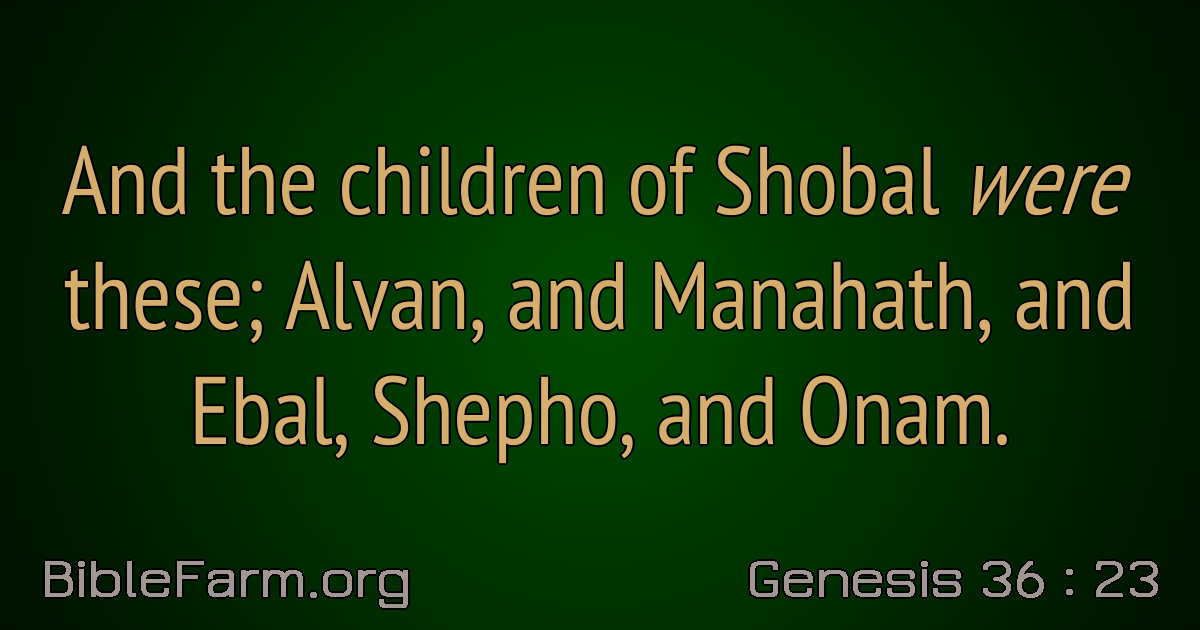 And the children of Shobal were
these; Alvan, and Manahath, and
Ebal, Shepho, and Onam.
BibleFarm.org
Genesis 36 : 23